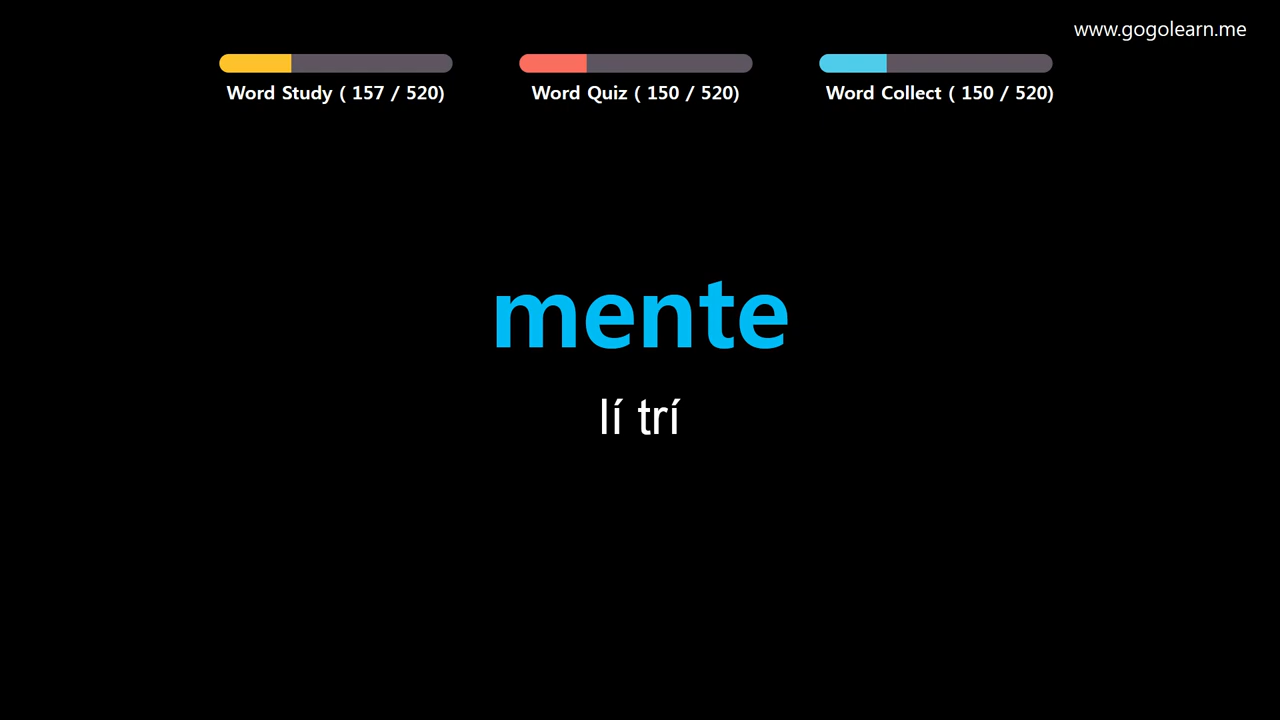 www.gogolearn.me
Word Study ( 157 / 520)
Word Quiz ( 150 / 520)
Word Collect ( 150 / 520)
mente
lí trí